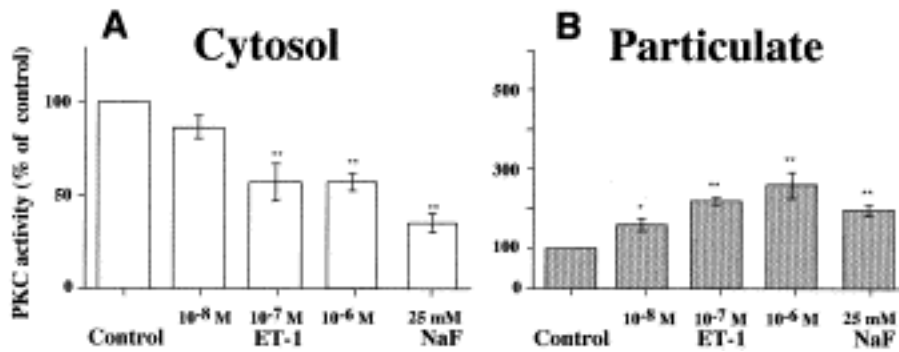 A Cytosol
PKC activity (% of control)
100
50
0
**
**
**
10-8 M 10-7 M 10-6 M 25 mM
Control ET-1 NaF
B Particulate
500
300
100
0
*
**
**
**
10-8 M 10-7 M 10-6 M 25 mM
Control ET-1 NaF